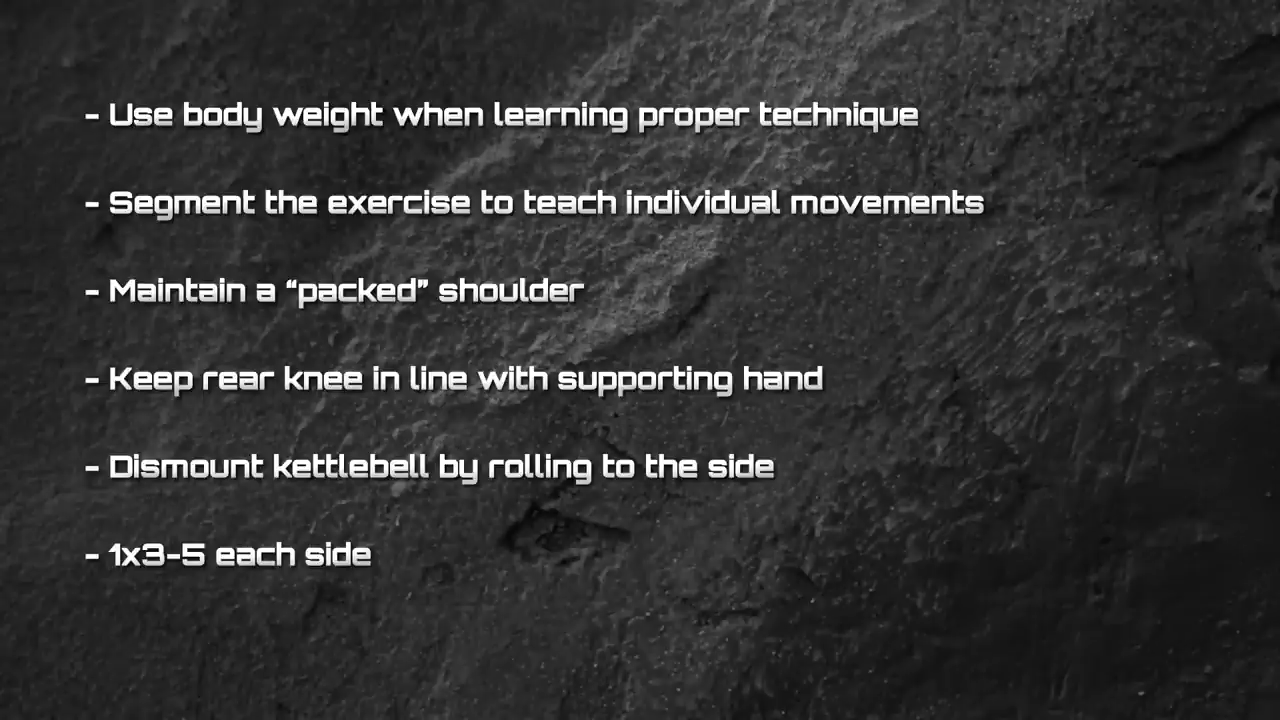 - Use body weight when learning proper technique
- Segment the exercise to teach individual movements
- Maintain a “packed” shoulder
- Keep rear knee in line with supporting hand
- Dismount kettlebell by rolling to the side
- 1x3-5 each side